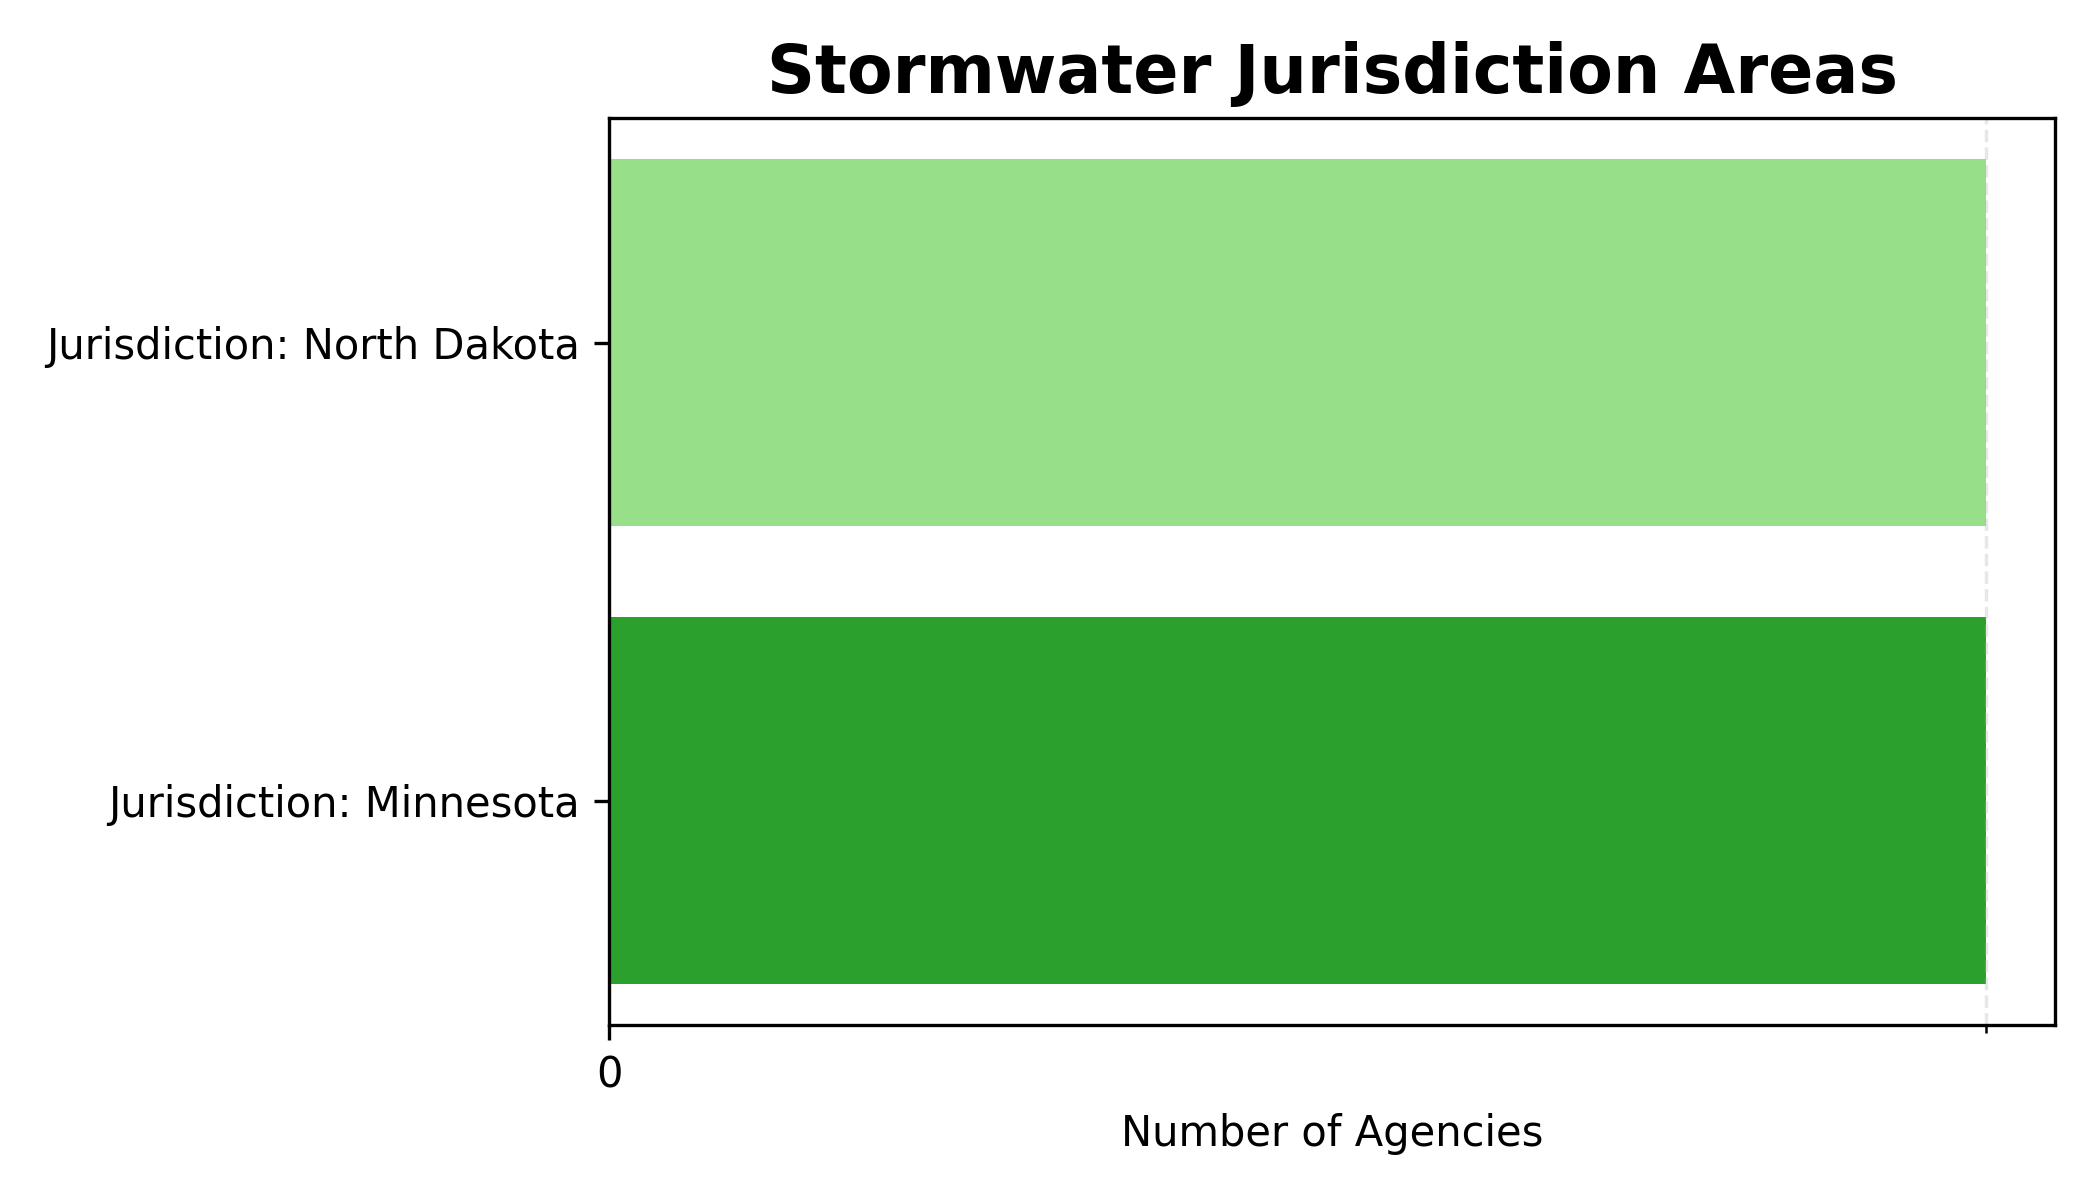 Stormwater Jurisdiction Areas
Jurisdiction: North Dakota
Jurisdiction: Minnesota
0
Number of Agencies